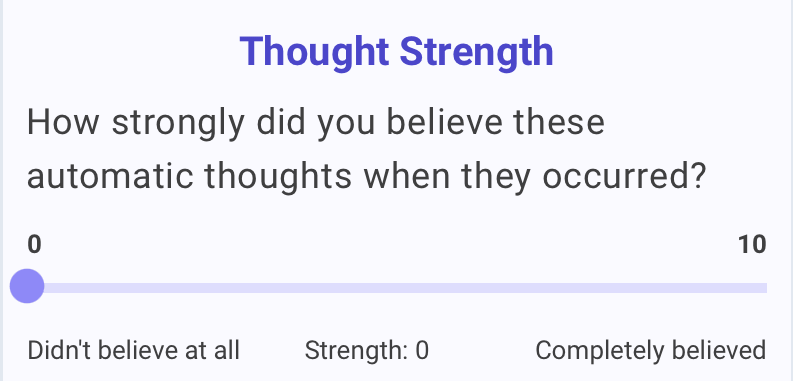 Thought Strength
How strongly did you believe these
automatic thoughts when they occurred?
0 10
Didn't believe at all Strength: 0 Completely believed